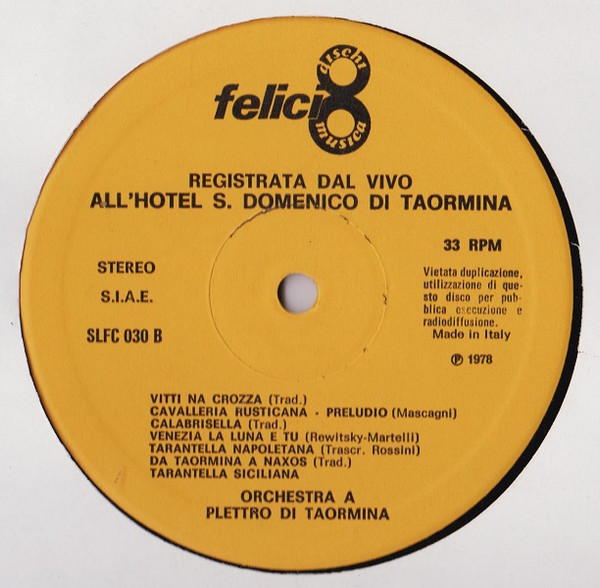 dischi
felici8
musica
REGISTRATA DAL VIVO
ALL'HOTEL S. DOMENICO DI TAORMINA
33 RPM
STEREO
S.I.A.E.
SLFC 030 B
Vietata duplicazione,
utilizzazione di que-
sto disco per pub-
blica esecuzione e
radiodiffusione.
Made in Italy
℗ 1978
VITTI NA CROZZA (Trad.)
CAVALLERIA RUSTICANA - PRELUDIO (Mascagni)
CALABRISELLA (Trad.)
VENEZIA LA LUNA E TU (Rewitsky-Martelli)
TARANTELLA NAPOLETANA (Trascr. Rossini)
DA TAORMINA A NAXOS (Trad.)
TARANTELLA SICILIANA
ORCHESTRA A
PLETTRO DI TAORMINA